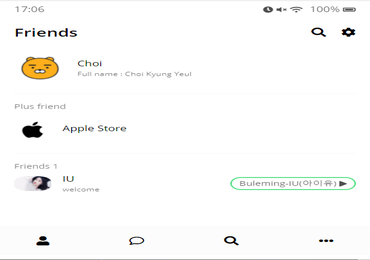 17:06 100%
Friends
Choi
Full name : Choi Kyung Yeul
Plus friend
Apple Store
Friends 1
IU
welcome
Buleming-IU(아이유) ▶